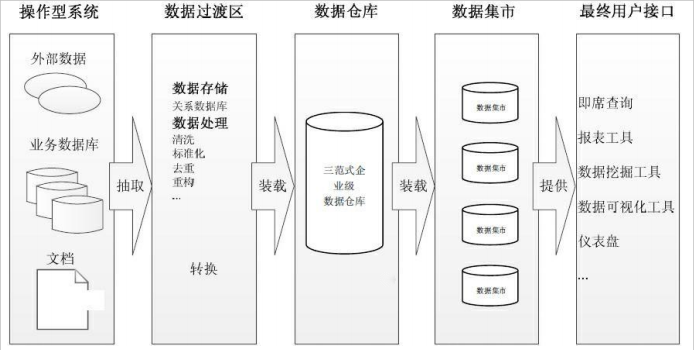 操作型系统
数据过渡区
数据仓库
数据集市
最终用户接口
外部数据
业务数据库
文档
抽取
数据存储
关系数据库
数据处理
清洗
标准化
去重
重构
...
转换
装载
三范式企
业级
数据仓库
装载
数据集市
数据集市
数据集市
数据集市
提供
即席查询
报表工具
数据挖掘工具
数据可视化工具
仪表盘
...